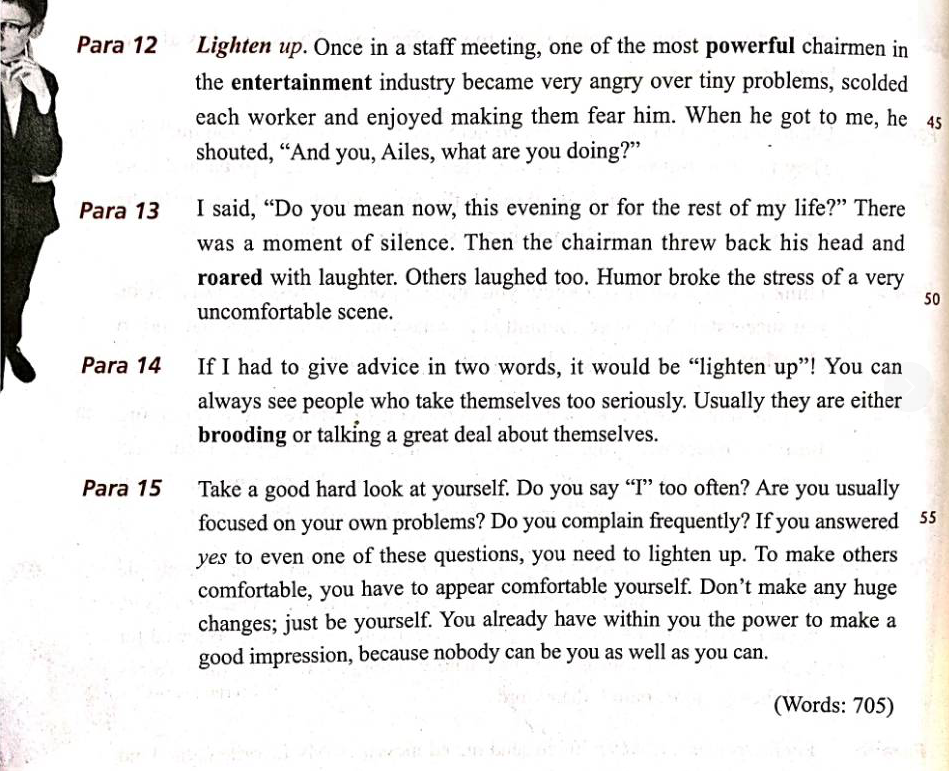 Para 12 Lighten up. Once in a staff meeting, one of the most powerful chairmen in
the entertainment industry became very angry over tiny problems, scolded
each worker and enjoyed making them fear him. When he got to me, he 45
shouted, “And you, Ailes, what are you doing?”
Para 13 I said, “Do you mean now, this evening or for the rest of my life?” There
was a moment of silence. Then the chairman threw back his head and
roared with laughter. Others laughed too. Humor broke the stress of a very
50
uncomfortable scene.
Para 14 If I had to give advice in two words, it would be “lighten up”! You can
always see people who take themselves too seriously. Usually they are either
brooding or talking a great deal about themselves.
Para 15 Take a good hard look at yourself. Do you say “I” too often? Are you usually
focused on your own problems? Do you complain frequently? If you answered 55
yes to even one of these questions, you need to lighten up. To make others
comfortable, you have to appear comfortable yourself. Don’t make any huge
changes; just be yourself. You already have within you the power to make a
good impression, because nobody can be you as well as you can.
(Words: 705)